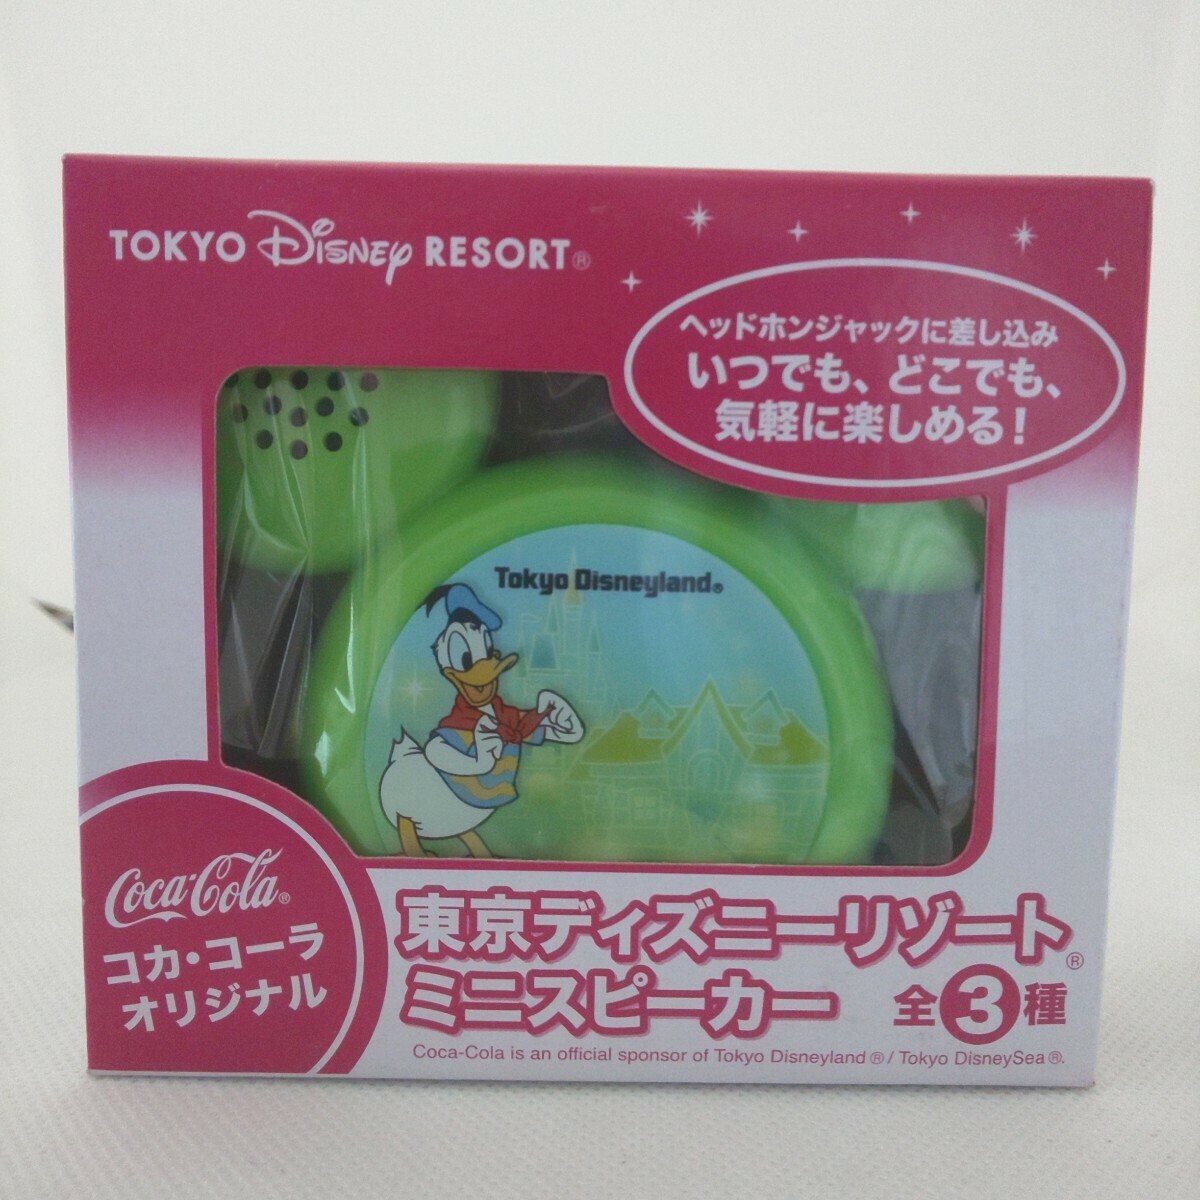 TOKYO Disney RESORT®
ヘッドホンジャックに差し込み
いつでも、どこでも、
気軽に楽しめる!
Tokyo Disneyland®
Coca-Cola®
コカ・コーラ
オリジナル
東京ディズニーリゾート®
ミニスピーカー 全3種
Coca-Cola is an official sponsor of Tokyo Disneyland®/Tokyo DisneySea®.